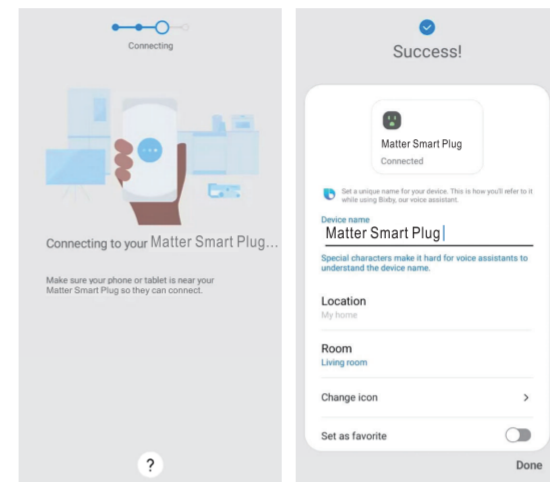 Connecting
Connecting to your Matter Smart Plug...
Make sure your phone or tablet is near your
Matter Smart Plug so they can connect.
?
Success!
Matter Smart Plug
Connected
Set a unique name for your device. This is how you'll refer to it
while using Bixby, our voice assistant.
Device name
Matter Smart Plug
Special characters make it hard for voice assistants to
understand the device name.
Location
My home
Room
Living room
Change icon
Set as favorite
Done